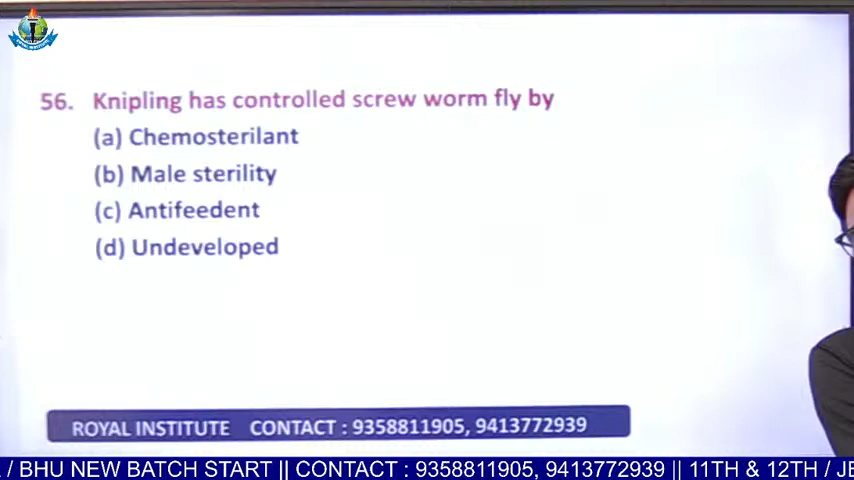 56. Knipling has controlled screw worm fly by
(a) Chemosterilant
(b) Male sterility
(c) Antifeedent
(d) Undeveloped
ROYAL INSTITUTE CONTACT : 9358811905, 9413772939
/ BHU NEW BATCH START || CONTACT : 9358811905, 9413772939 || 11TH & 12TH / JE